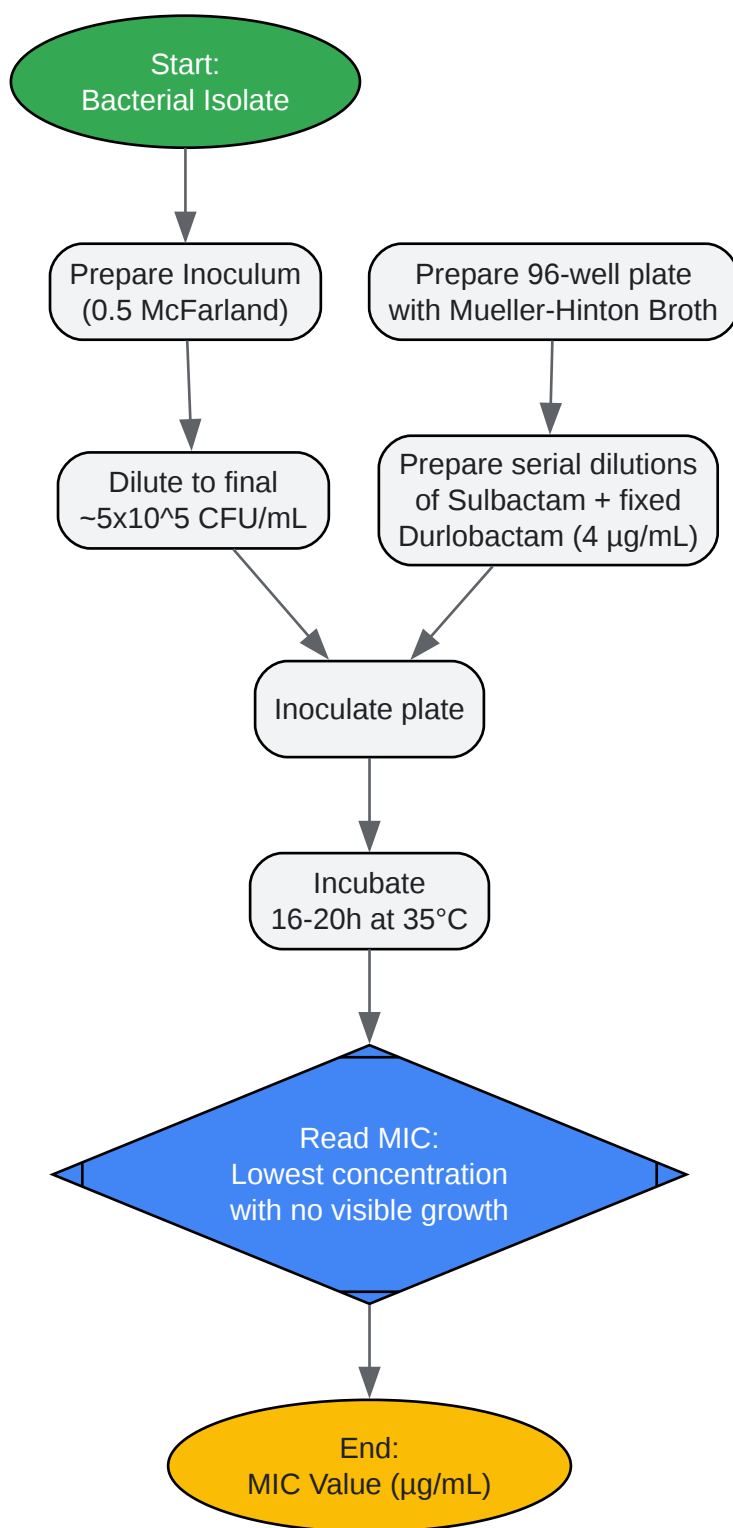 Start:
Bacterial Isolate
Prepare Inoculum
(0.5 McFarland)
Prepare 96-well plate
with Mueller-Hinton Broth
Dilute to final
~5x10^5 CFU/mL
Prepare serial dilutions
of Sulbactam + fixed
Durlobactam (4 µg/mL)
Inoculate plate
Incubate
16-20h at 35°C
Read MIC:
Lowest concentration
with no visible growth
End:
MIC Value (µg/mL)